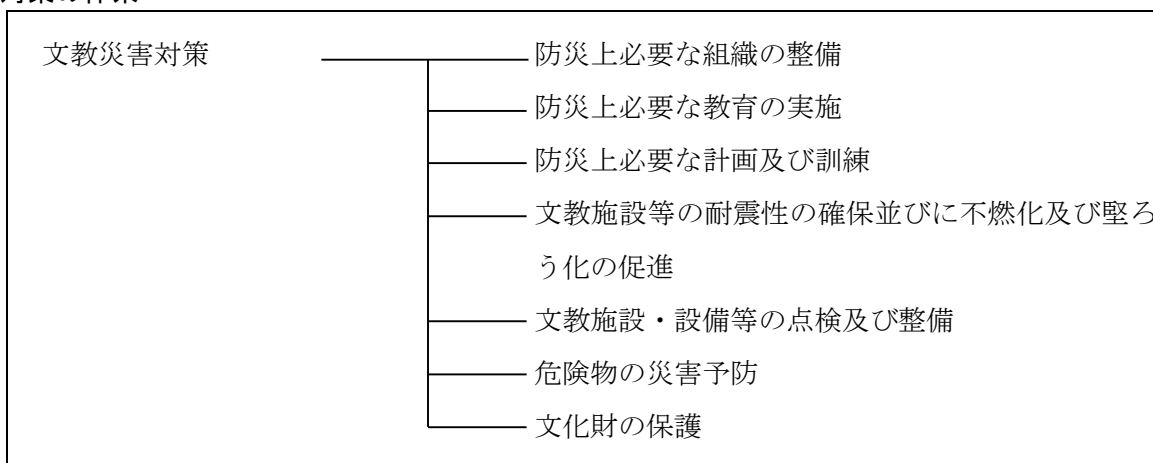 文教災害対策
防災上必要な組織の整備
防災上必要な教育の実施
防災上必要な計画及び訓練
文教施設等の耐震性の確保並びに不燃化及び堅ろ
う化の促進
文教施設・設備等の点検及び整備
危険物の災害予防
文化財の保護